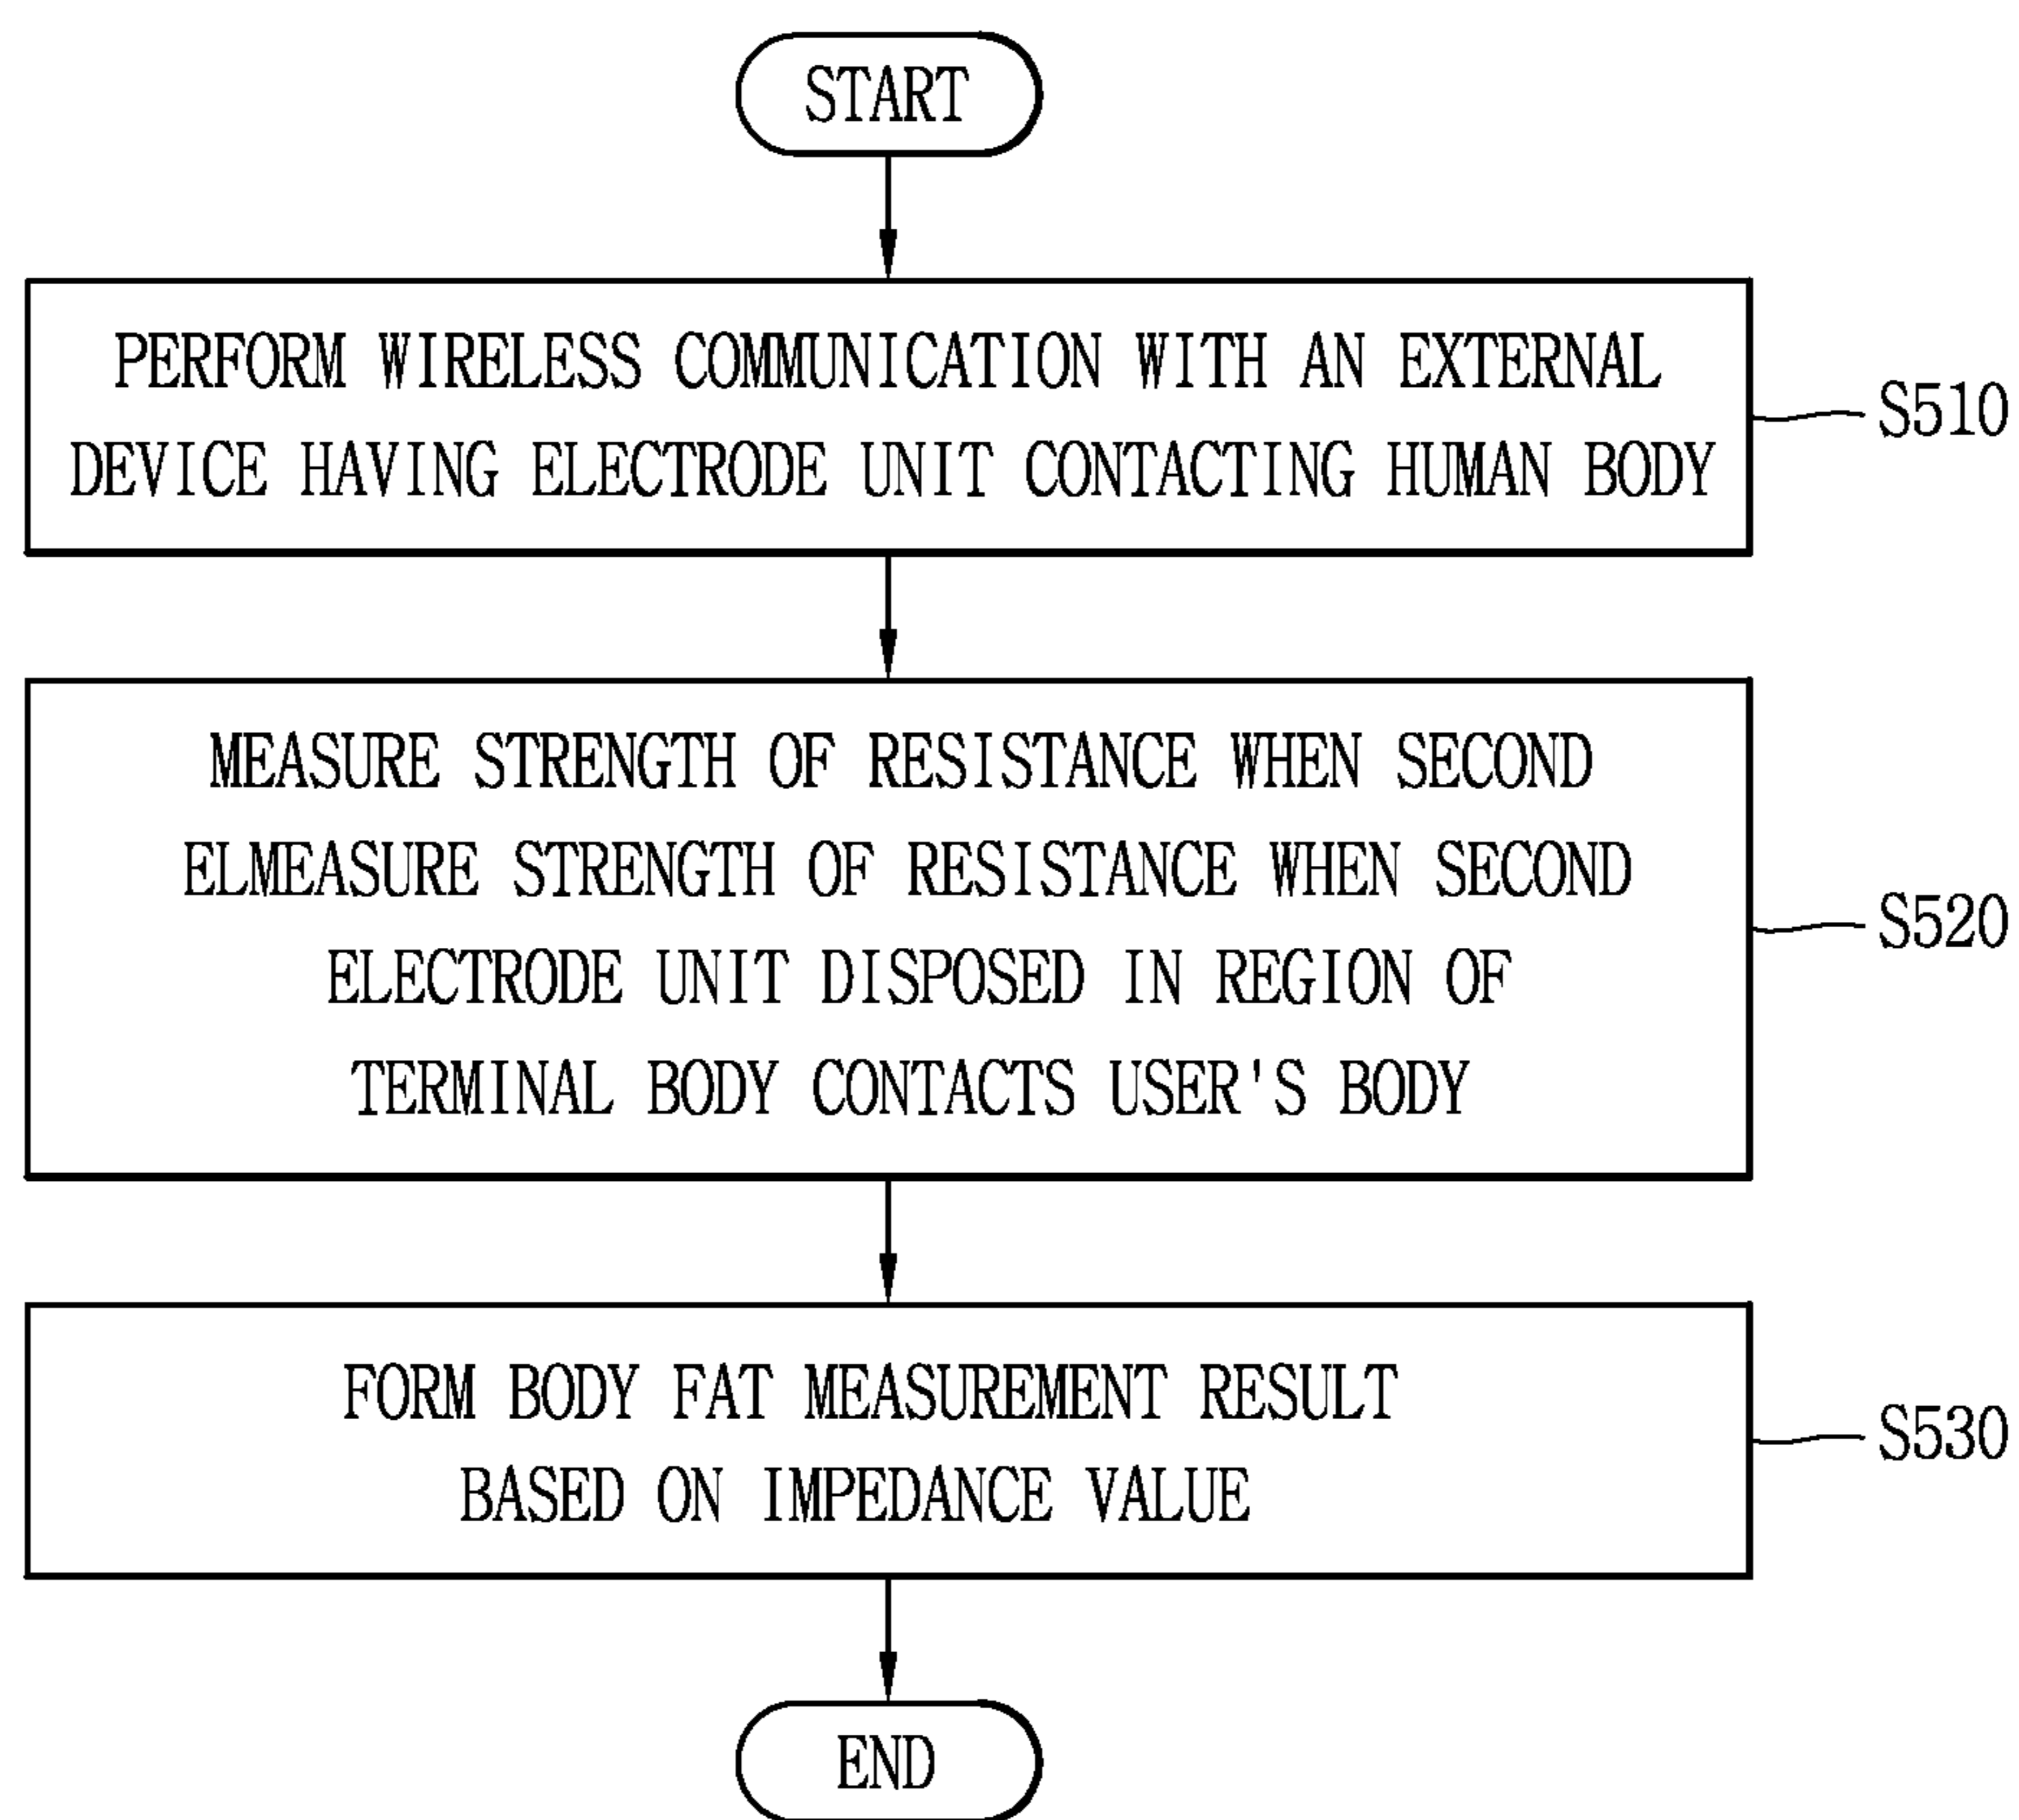 START
PERFORM WIRELESS COMMUNICATION WITH AN EXTERNAL
DEVICE HAVING ELECTRODE UNIT CONTACTING HUMAN BODY
S510
MEASURE STRENGTH OF RESISTANCE WHEN SECOND
ELMEASURE STRENGTH OF RESISTANCE WHEN SECOND
ELECTRODE UNIT DISPOSED IN REGION OF
TERMINAL BODY CONTACTS USER'S BODY
S520
FORM BODY FAT MEASUREMENT RESULT
BASED ON IMPEDANCE VALUE
S530
END